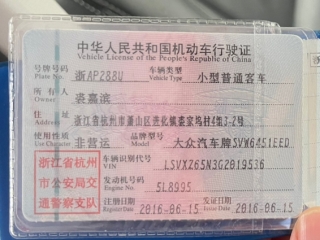 中华人民共和国机动车行驶证
Vehicle License of the People's Republic of China
号牌号码 浙AP288U 车辆类型 小型普通客车
Plate No. Vehicle Type
所有人 裘嘉滨
Owner
住址 浙江省杭州市萧山区进化镇裘家坞村4组3-2号
Address
使用性质 非营运 品牌型号 大众汽车牌SVW6451EED
Use Character Model
浙江省杭州
市公安局交
通警察支队
车辆识别代号 LSVXZ65N3G2019536
VIN
发动机号码 5L8995
Engine No.
注册日期 2016-06-15 发证日期 2016-06-15
Register Date Issue Date